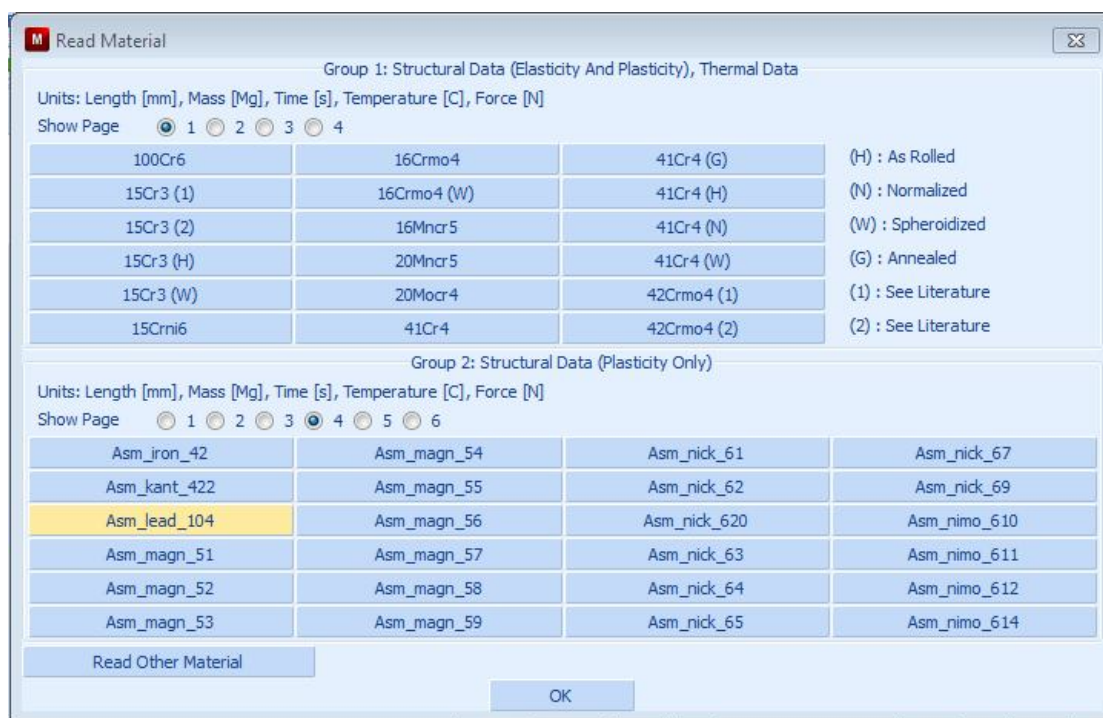 M Read Material
Group 1: Structural Data (Elasticity And Plasticity), Thermal Data
Units: Length [mm], Mass [Mg], Time [s], Temperature [C], Force [N]
Show Page 1 2 3 4
100Cr6 16Crmo4 41Cr4 (G) (H) : As Rolled
15Cr3 (1) 16Crmo4 (W) 41Cr4 (H) (N) : Normalized
15Cr3 (2) 16Mncr5 41Cr4 (N) (W) : Spheroidized
15Cr3 (H) 20Mncr5 41Cr4 (W) (G) : Annealed
15Cr3 (W) 20Mocr4 42Crmo4 (1) (1) : See Literature
15Crni6 41Cr4 42Crmo4 (2) (2) : See Literature
Group 2: Structural Data (Plasticity Only)
Units: Length [mm], Mass [Mg], Time [s], Temperature [C], Force [N]
Show Page 1 2 3 4 5 6
Asm_iron_42 Asm_magn_54 Asm_nick_61 Asm_nick_67
Asm_kant_422 Asm_magn_55 Asm_nick_62 Asm_nick_69
Asm_lead_104 Asm_magn_56 Asm_nick_620 Asm_nimo_610
Asm_magn_51 Asm_magn_57 Asm_nick_63 Asm_nimo_611
Asm_magn_52 Asm_magn_58 Asm_nick_64 Asm_nimo_612
Asm_magn_53 Asm_magn_59 Asm_nick_65 Asm_nimo_614
Read Other Material
OK